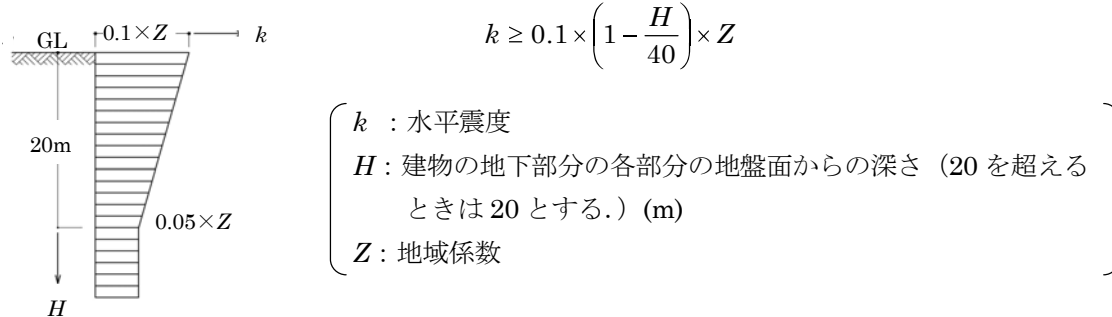 0.1×Z
k
GL
20m
0.05×Z
H
k ≥ 0.1×(1−H/40)×Z
k ：水平震度
H：建物の地下部分の各部分の地盤面からの深さ（20 を超える
ときは 20 とする．）(m)
Z：地域係数